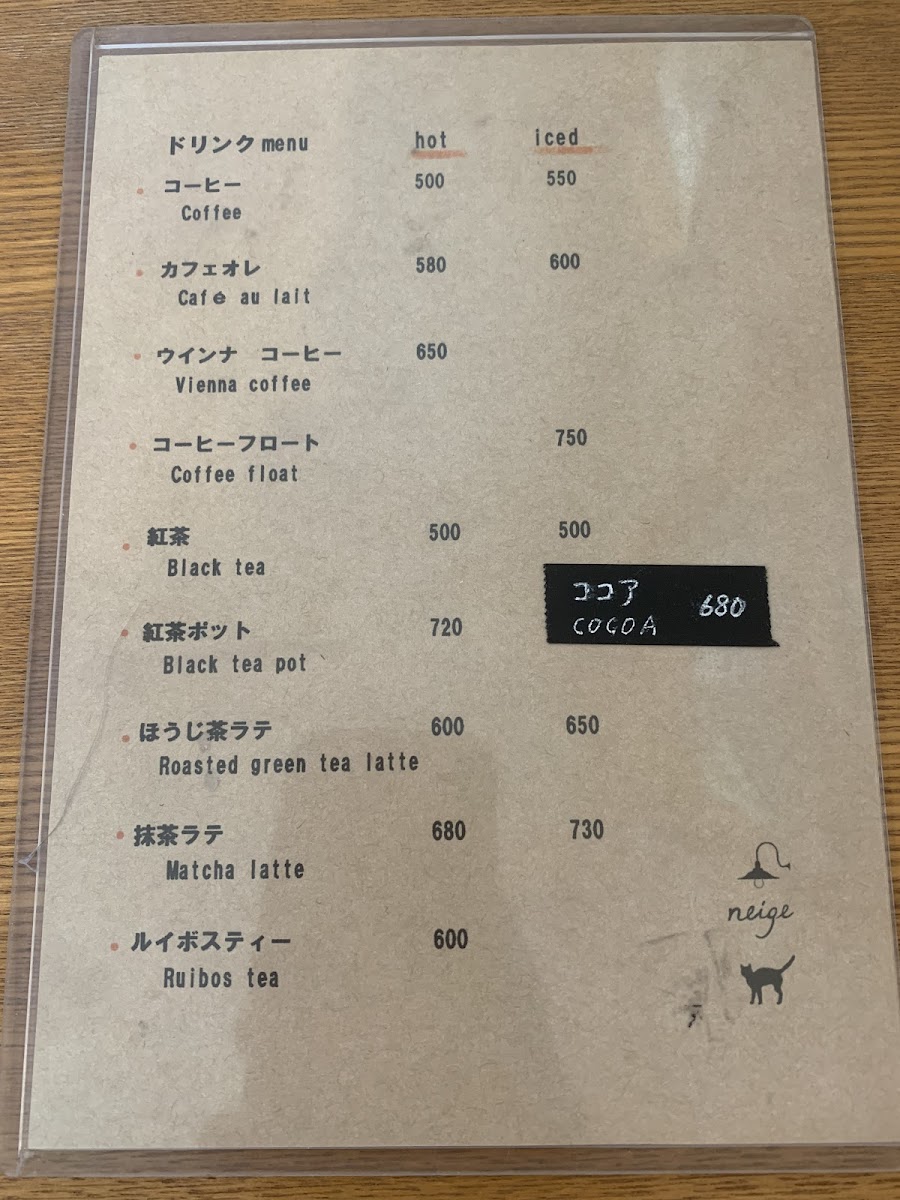 ドリンクmenu hot iced
コーヒー 500 550
Coffee
カフェオレ 580 600
Café au lait
ウインナ コーヒー 650
Vienna coffee
コーヒーフロート 750
Coffee float
紅茶 500 500
Black tea
ココア 680
COCOA
紅茶ポット 720
Black tea pot
ほうじ茶ラテ 600 650
Roasted green tea latte
抹茶ラテ 680 730
Matcha latte
neige
ルイボスティー 600
Ruibos tea